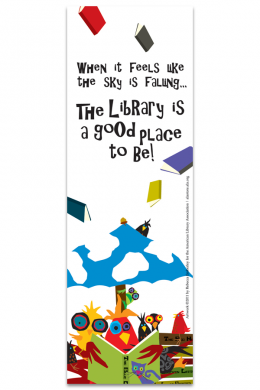 When it feels like
the sky is falling...
The Library is
a good place
to be!